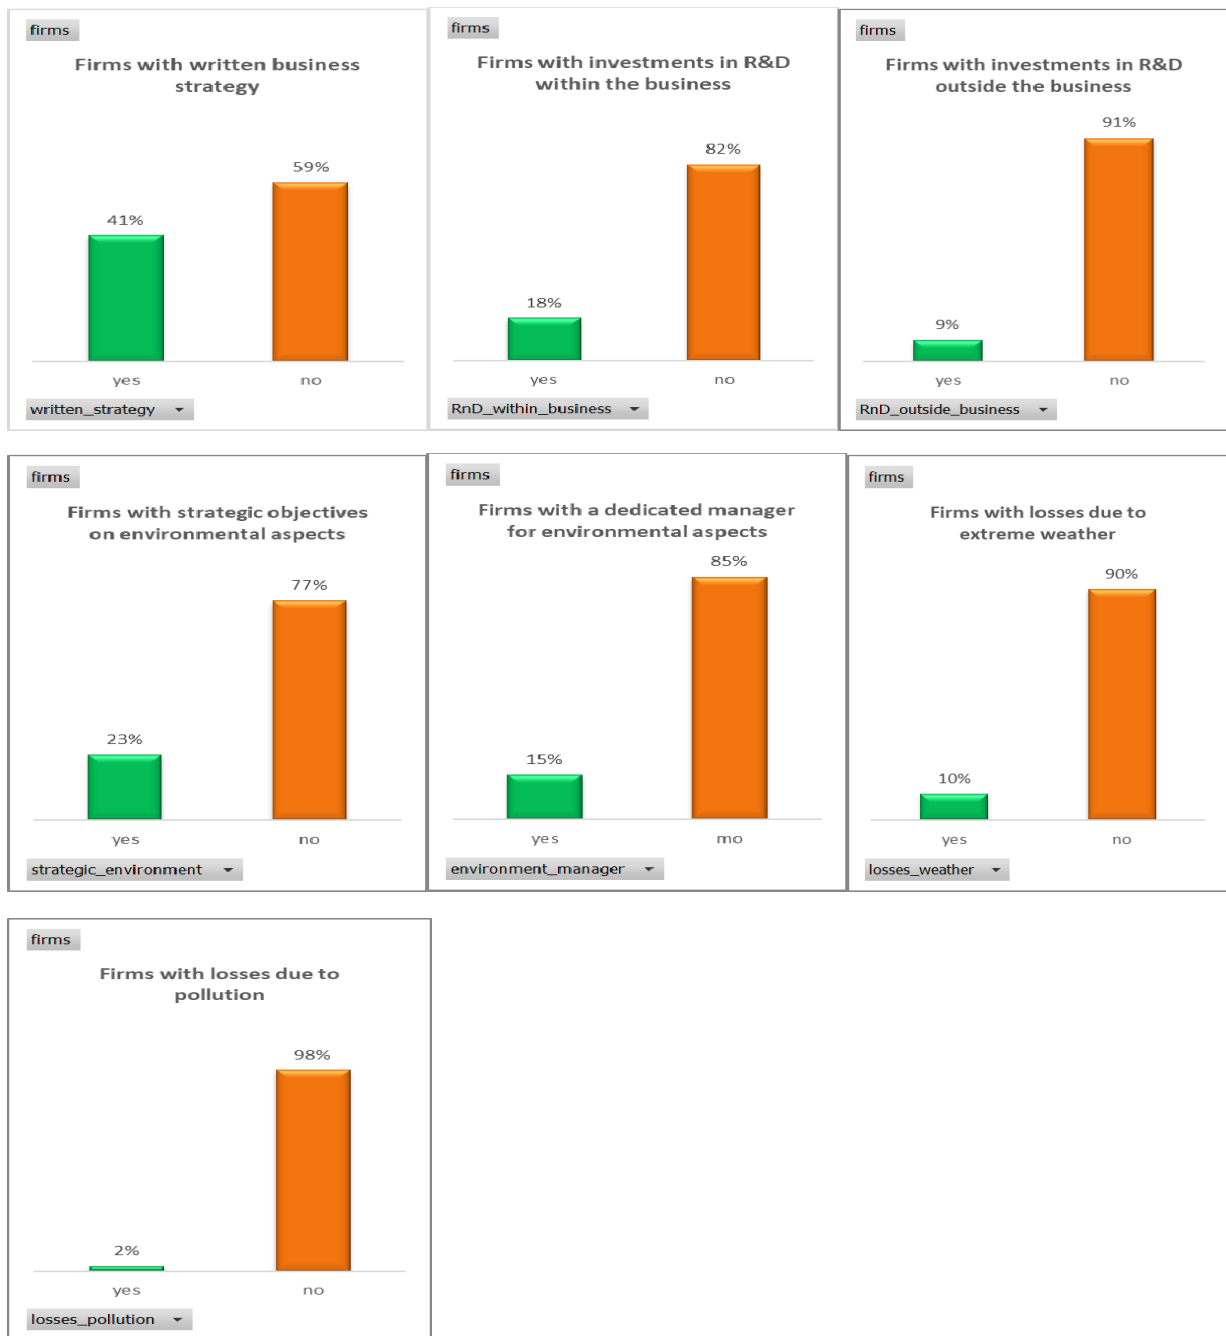 firms
Firms with written business
strategy
59%
41%
yes
no
written_strategy
firms
Firms with investments in R&D
within the business
82%
18%
yes
no
RnD_within_business
firms
Firms with investments in R&D
outside the business
91%
9%
yes
no
RnD_outside_business
firms
Firms with strategic objectives
on environmental aspects
77%
23%
yes
no
strategic_environment
firms
Firms with a dedicated manager
for environmental aspects
85%
15%
yes
mo
environment_manager
firms
Firms with losses due to
extreme weather
90%
10%
yes
no
losses_weather
firms
Firms with losses due to
pollution
98%
2%
yes
no
losses_pollution